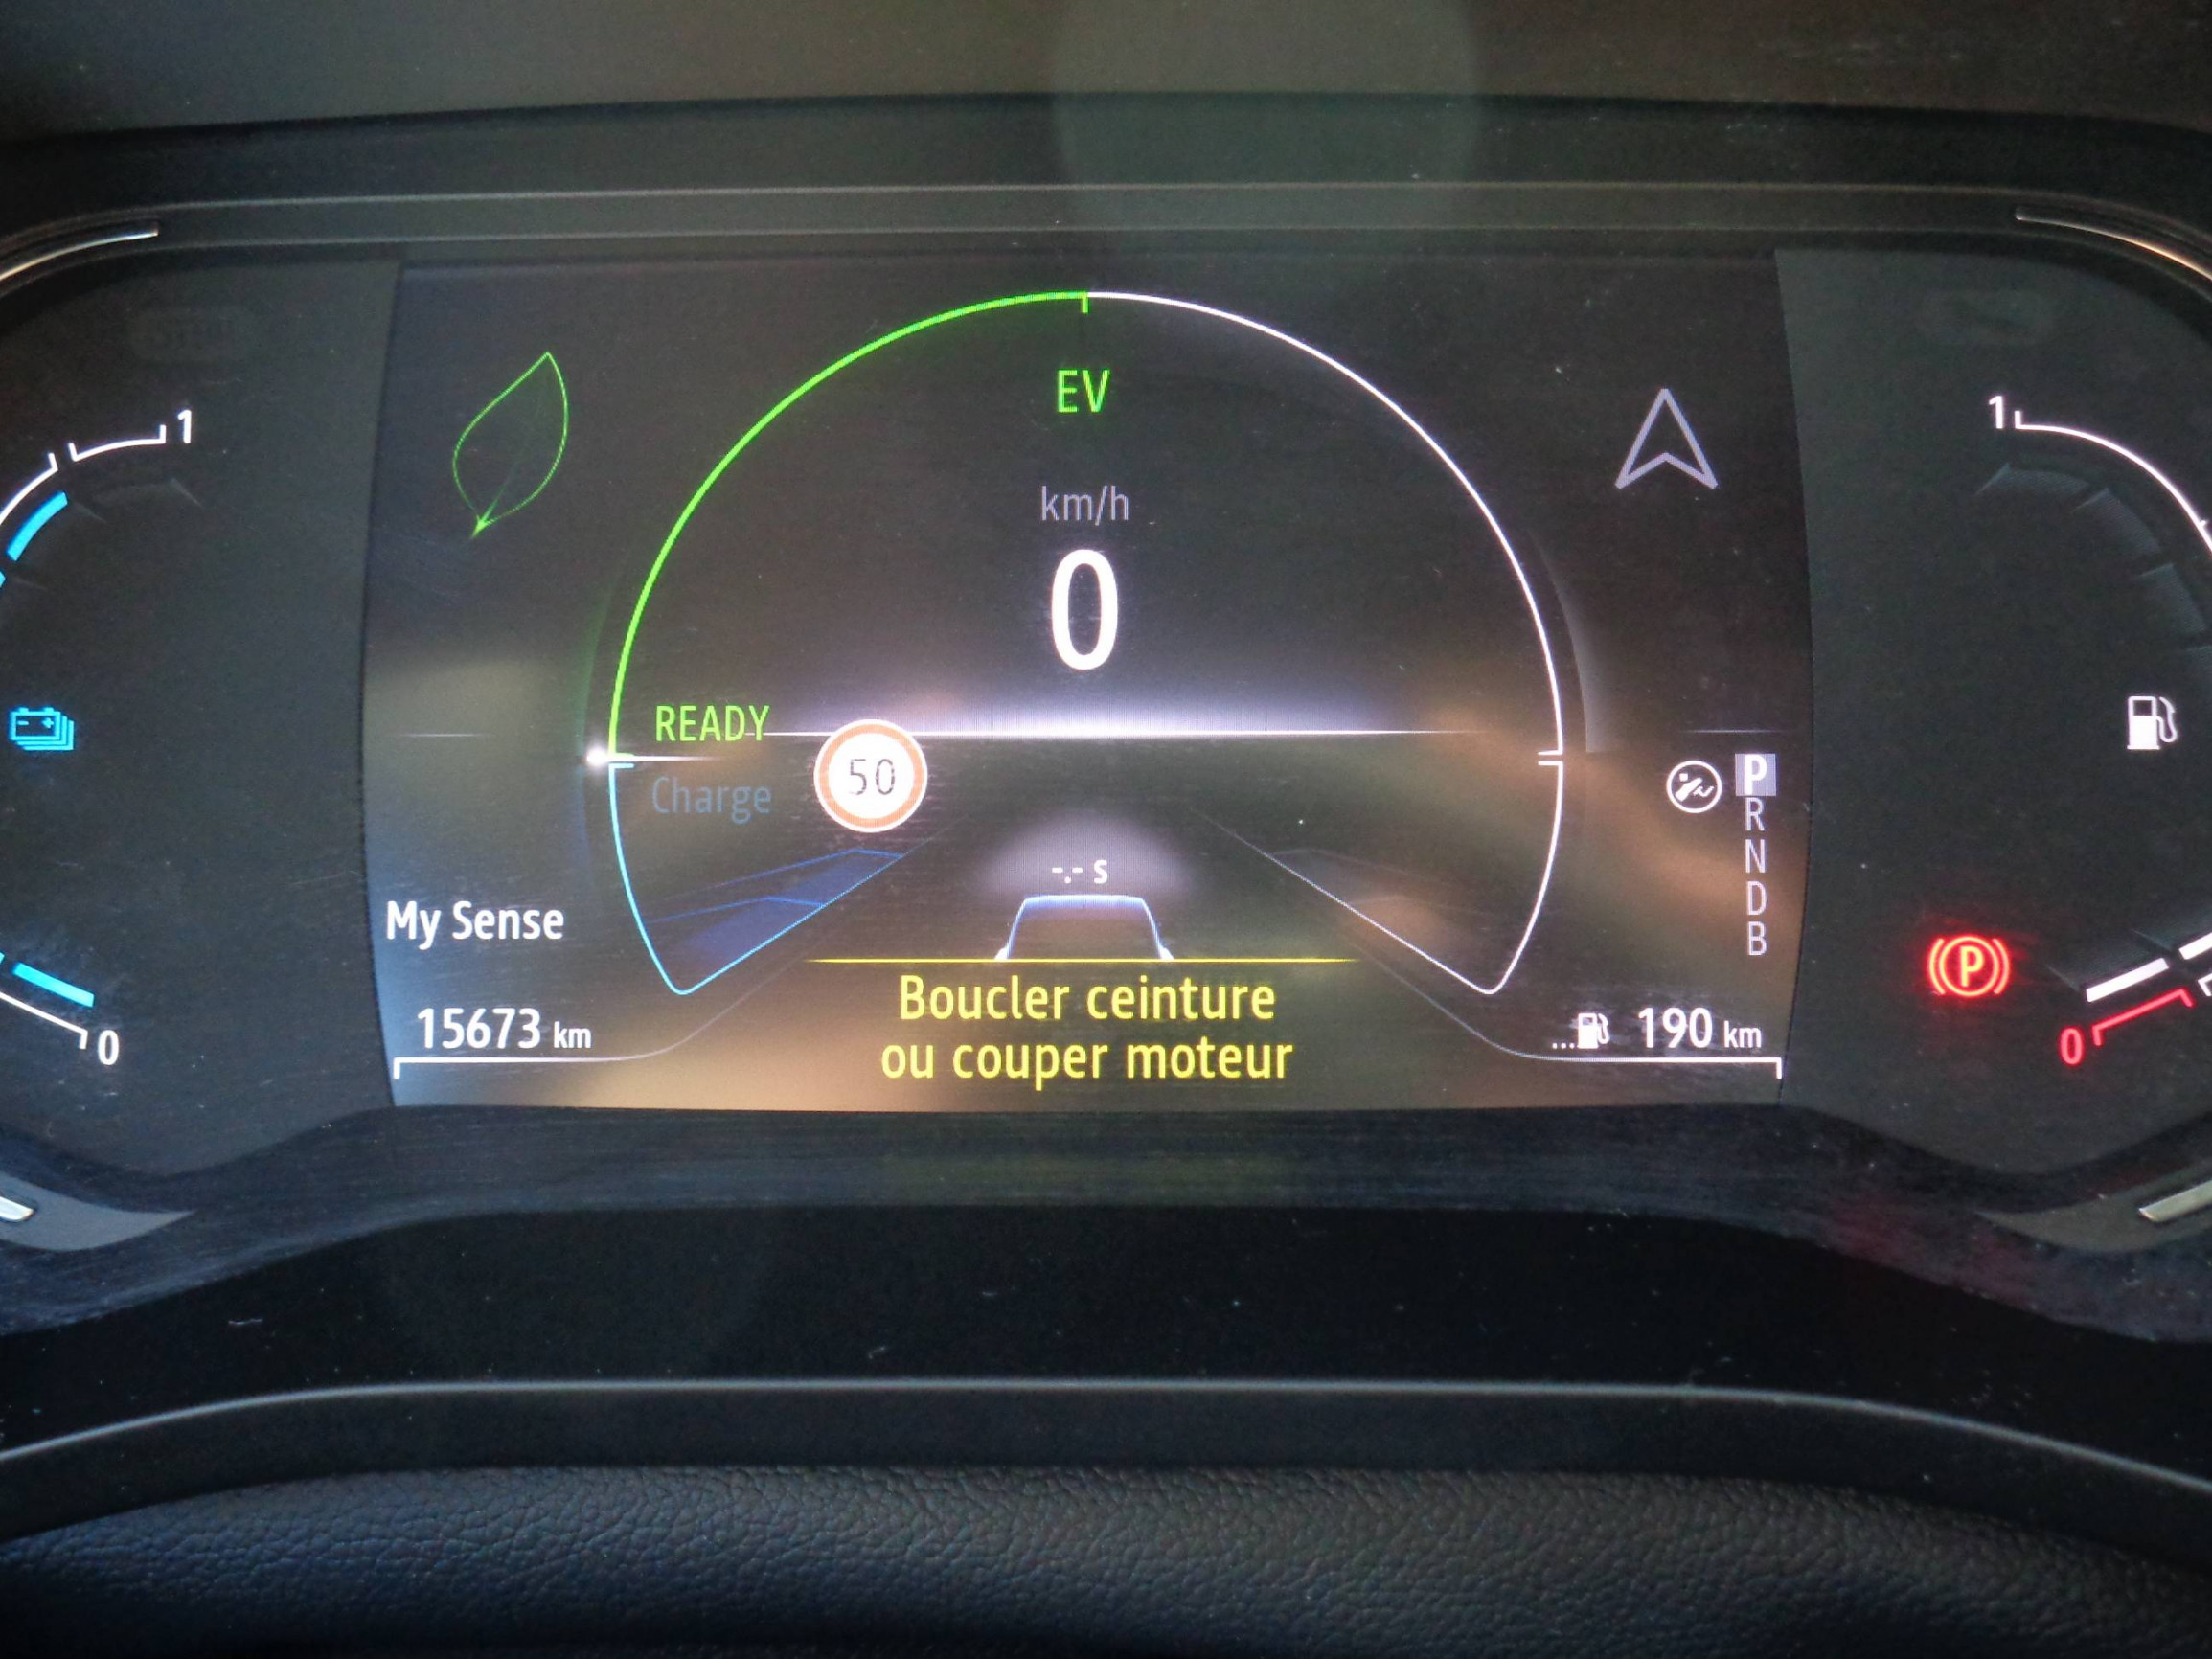 1
1
EV
km/h
0
READY
50
Charge
P
R
N
D
B
-.- s
My Sense
P
Boucler ceinture
ou couper moteur
15673 km
... 190 km
0
0